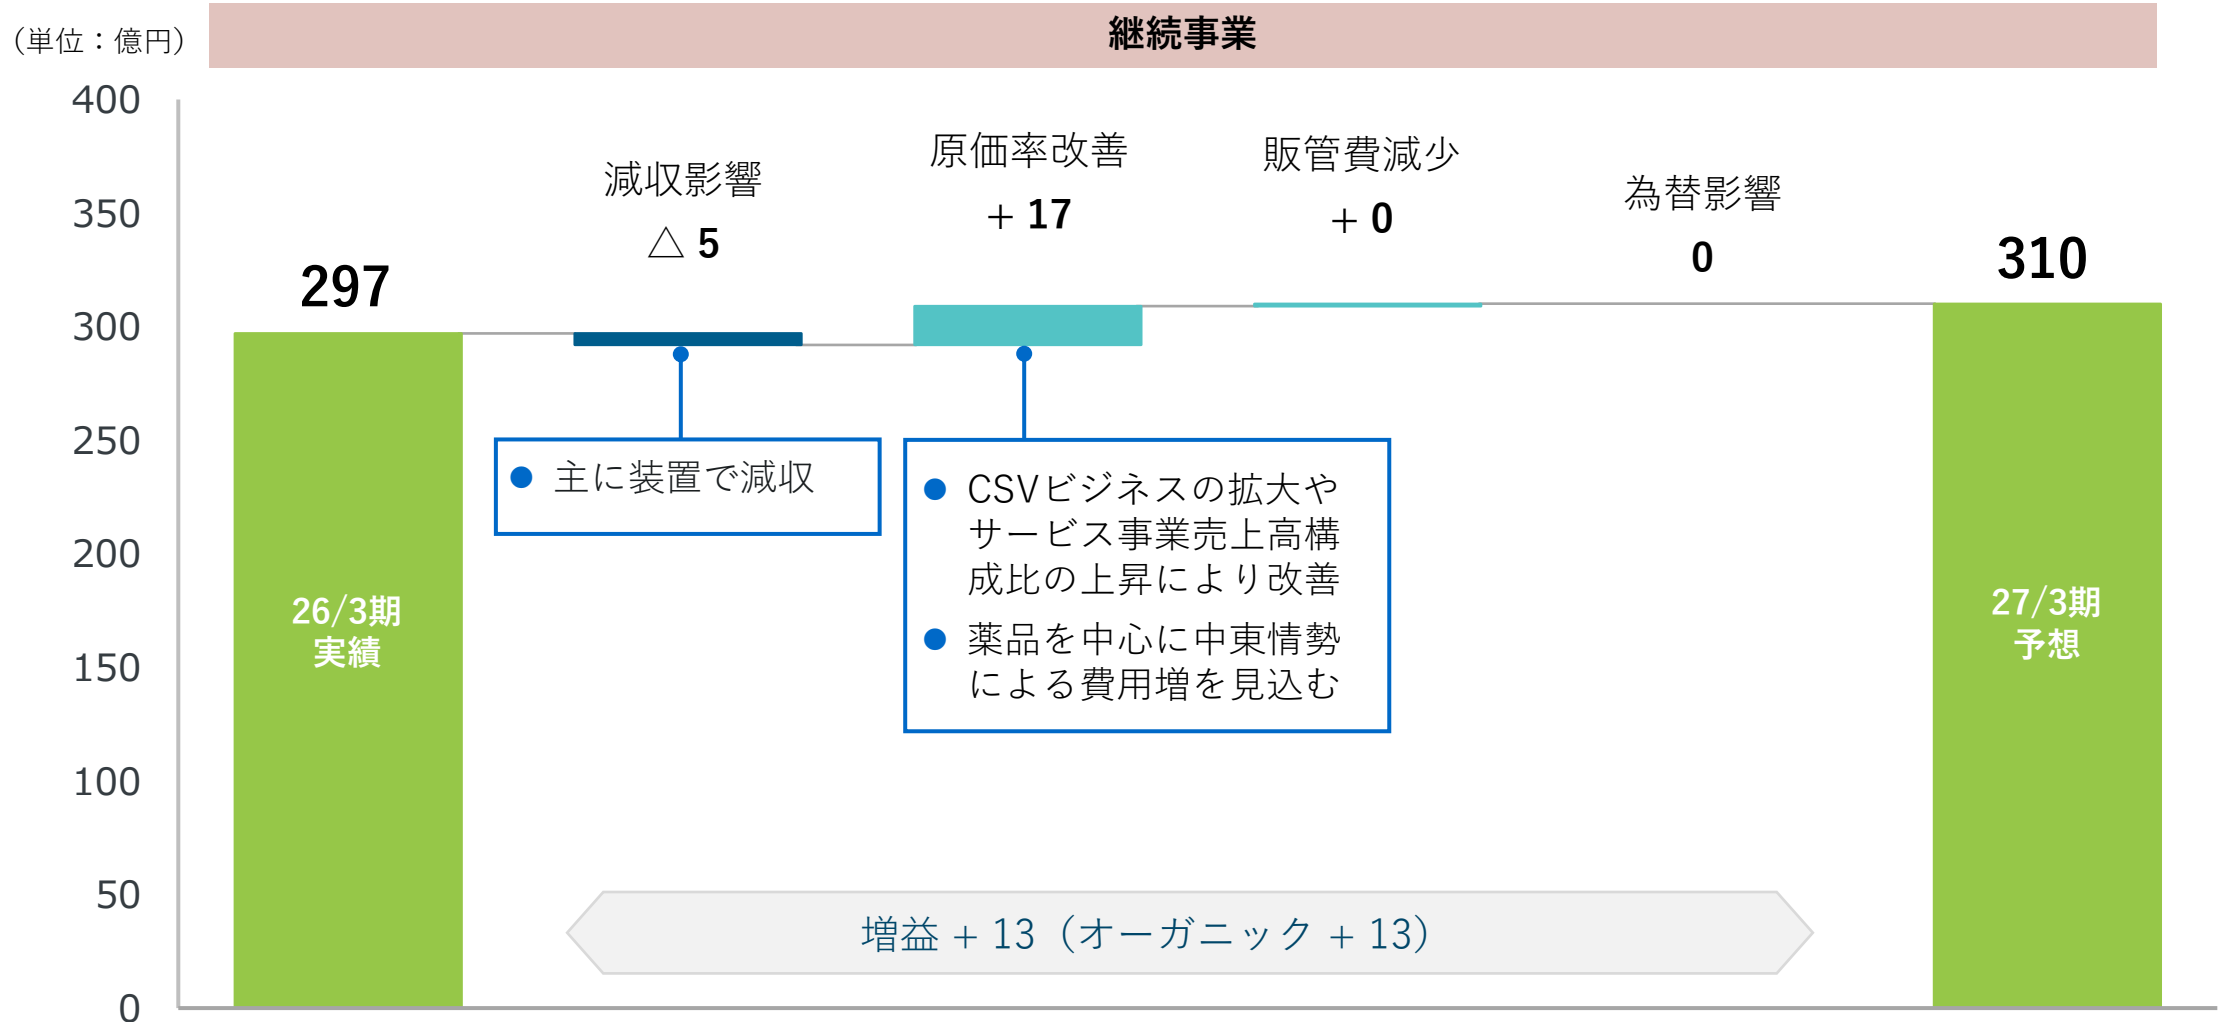 （単位：億円）
継続事業
400
350
300
250
200
150
100
50
0
297
26/3期
実績
減収影響
△ 5
● 主に装置で減収
原価率改善
+ 17
● CSVビジネスの拡大や
サービス事業売上高構
成比の上昇により改善
● 薬品を中心に中東情勢
による費用増を見込む
販管費減少
+ 0
為替影響
0
310
27/3期
予想
増益 + 13（オーガニック + 13）